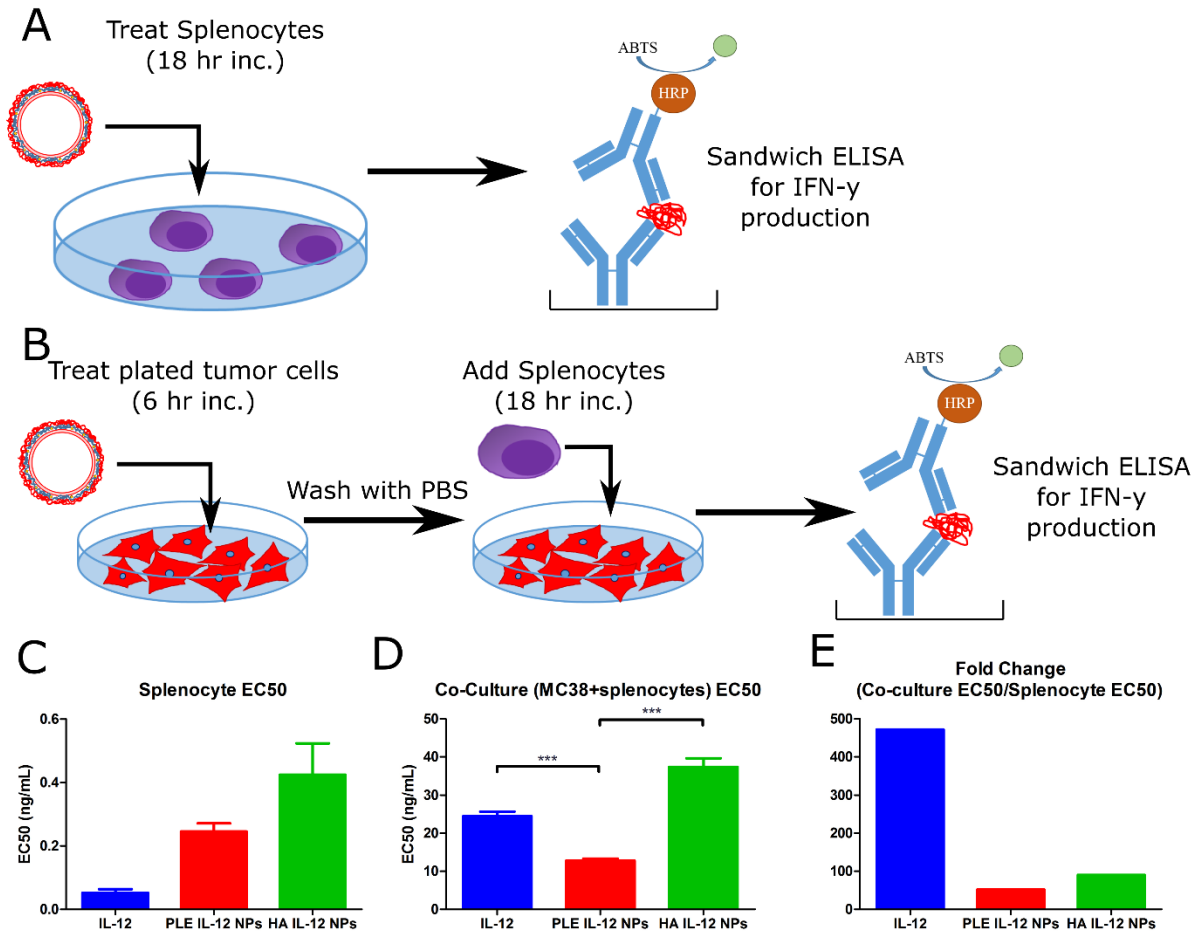 A
Treat Splenocytes
(18 hr inc.)
ABTS
HRP
Sandwich ELISA
for IFN-y
production
B
Treat plated tumor cells
(6 hr inc.)
Wash with PBS
Add Splenocytes
(18 hr inc.)
ABTS
HRP
Sandwich ELISA
for IFN-y
production
C
Splenocyte EC50
EC50 (ng/mL)
0.6
0.4
0.2
0.0
IL-12
PLE IL-12 NPs
HA IL-12 NPs
D
Co-Culture (MC38+splenocytes) EC50
EC50 (ng/mL)
50
40
30
20
10
0
***
***
IL-12
PLE IL-12 NPs
HA IL-12 NPs
E
Fold Change
(Co-culture EC50/Splenocyte EC50)
500
400
300
200
100
0
IL-12
PLE IL-12 NPs
HA IL-12 NPs